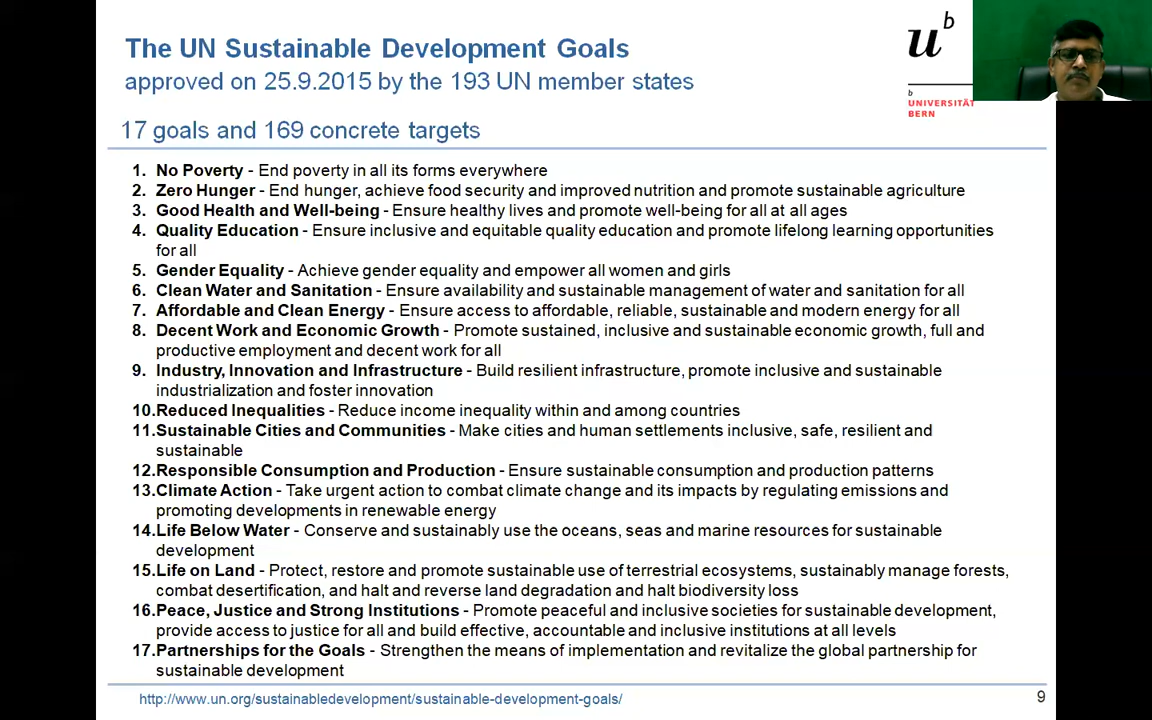 The UN Sustainable Development Goals
approved on 25.9.2015 by the 193 UN member states
17 goals and 169 concrete targets
u b
b
UNIVERSITÄT
BERN
1. No Poverty - End poverty in all its forms everywhere
2. Zero Hunger - End hunger, achieve food security and improved nutrition and promote sustainable agriculture
3. Good Health and Well-being - Ensure healthy lives and promote well-being for all at all ages
4. Quality Education - Ensure inclusive and equitable quality education and promote lifelong learning opportunities
for all
5. Gender Equality - Achieve gender equality and empower all women and girls
6. Clean Water and Sanitation - Ensure availability and sustainable management of water and sanitation for all
7. Affordable and Clean Energy - Ensure access to affordable, reliable, sustainable and modern energy for all
8. Decent Work and Economic Growth - Promote sustained, inclusive and sustainable economic growth, full and
productive employment and decent work for all
9. Industry, Innovation and Infrastructure - Build resilient infrastructure, promote inclusive and sustainable
industrialization and foster innovation
10.Reduced Inequalities - Reduce income inequality within and among countries
11.Sustainable Cities and Communities - Make cities and human settlements inclusive, safe, resilient and
sustainable
12.Responsible Consumption and Production - Ensure sustainable consumption and production patterns
13.Climate Action - Take urgent action to combat climate change and its impacts by regulating emissions and
promoting developments in renewable energy
14.Life Below Water - Conserve and sustainably use the oceans, seas and marine resources for sustainable
development
15.Life on Land - Protect, restore and promote sustainable use of terrestrial ecosystems, sustainably manage forests,
combat desertification, and halt and reverse land degradation and halt biodiversity loss
16.Peace, Justice and Strong Institutions - Promote peaceful and inclusive societies for sustainable development,
provide access to justice for all and build effective, accountable and inclusive institutions at all levels
17.Partnerships for the Goals - Strengthen the means of implementation and revitalize the global partnership for
sustainable development
http://www.un.org/sustainabledevelopment/sustainable-development-goals/
9